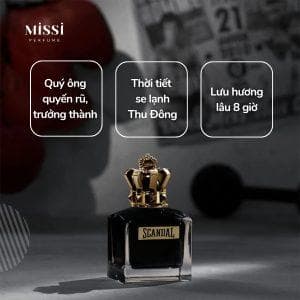 MiSSi
PERFUME
Quý ông
quyến rũ,
trưởng thành
Thời tiết
se lạnh
Thu Đông
Lưu hương
lâu 8 giờ
21
SCANDAL